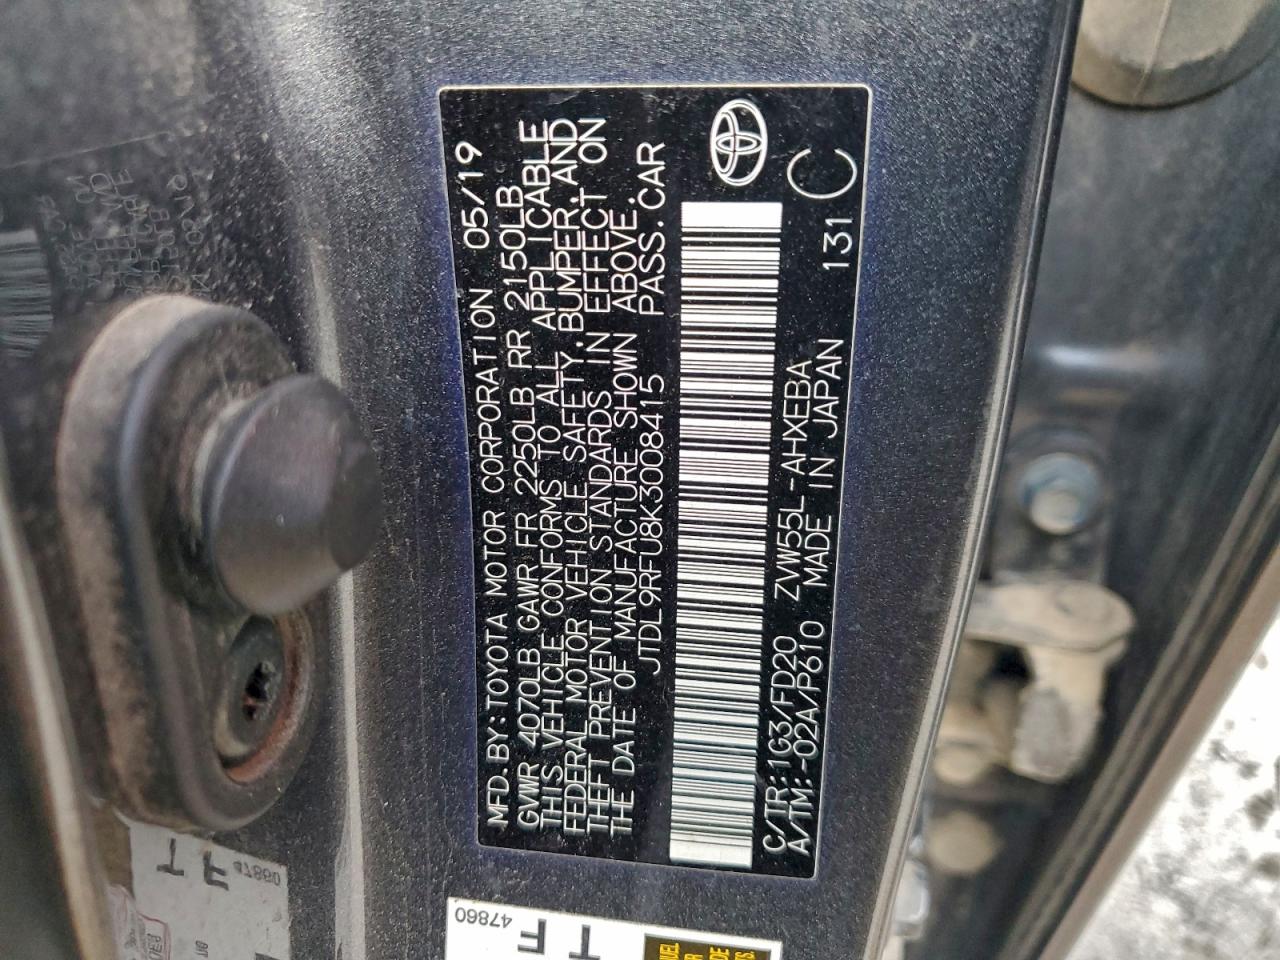 MFD. BY: TOYOTA MOTOR CORPORATION 05/19
GVWR 4070LB GAWR FR 2250LB RR 2150LB
THIS VEHICLE CONFORMS TO ALL APPLICABLE
FEDERAL MOTOR VEHICLE SAFETY, BUMPER, AND
THEFT PREVENTION STANDARDS IN EFFECT ON
THE DATE OF MANUFACTURE SHOWN ABOVE.
JTDL9RFU8K3008415 PASS. CAR
C/TR: 1G3/FD20 ZVW55L-AHXEBA
A/TM: -02A/P610 MADE IN JAPAN 131 C
47860